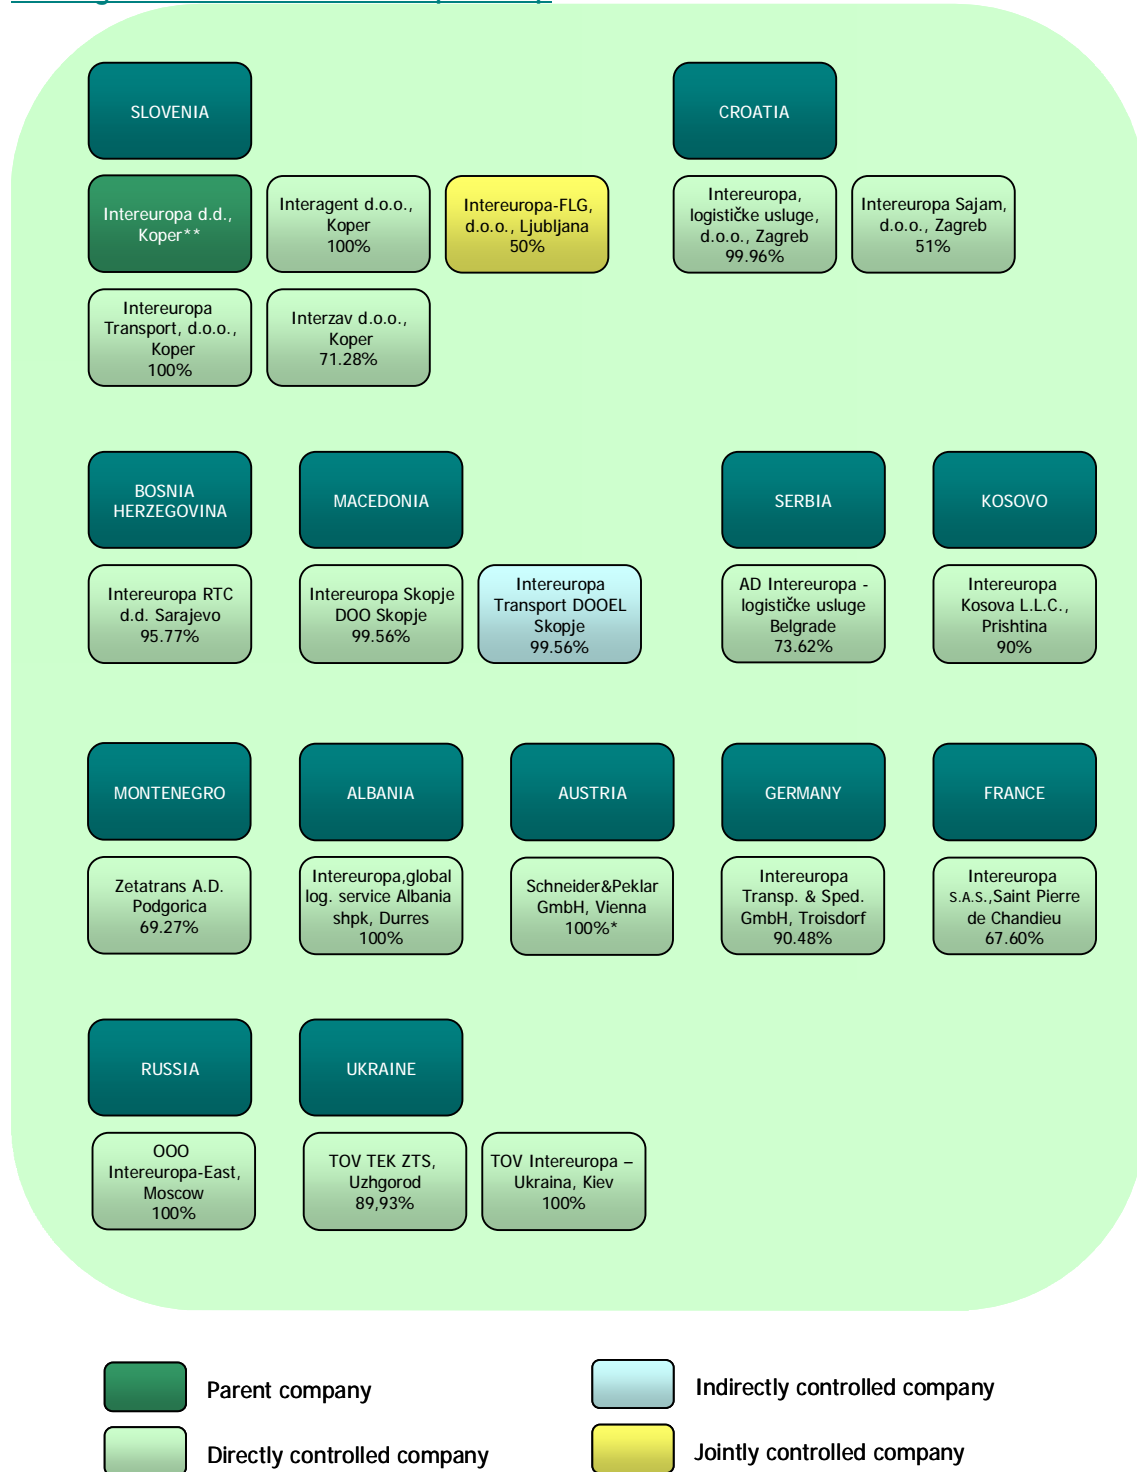 SLOVENIA
CROATIA
Intereuropa d.d.,
Koper**
Interagent d.o.o.,
Koper
100%
Intereuropa-FLG,
d.o.o., Ljubljana
50%
Intereuropa,
logističke usluge,
d.o.o., Zagreb
99.96%
Intereuropa Sajam,
d.o.o., Zagreb
51%
Intereuropa
Transport, d.o.o.,
Koper
100%
Interzav d.o.o.,
Koper
71.28%
BOSNIA
HERZEGOVINA
MACEDONIA
SERBIA
KOSOVO
Intereuropa RTC
d.d. Sarajevo
95.77%
Intereuropa Skopje
DOO Skopje
99.56%
Intereuropa
Transport DOOEL
Skopje
99.56%
AD Intereuropa -
logističke usluge
Belgrade
73.62%
Intereuropa
Kosova L.L.C.,
Prishtina
90%
MONTENEGRO
ALBANIA
AUSTRIA
GERMANY
FRANCE
Zetatrans A.D.
Podgorica
69.27%
Intereuropa,global
log. service Albania
shpk, Durres
100%
Schneider&Peklar
GmbH, Vienna
100%*
Intereuropa
Transp. & Sped.
GmbH, Troisdorf
90.48%
Intereuropa
S.A.S.,Saint Pierre
de Chandieu
67.60%
RUSSIA
UKRAINE
OOO
Intereuropa-East,
Moscow
100%
TOV TEK ZTS,
Uzhgorod
89,93%
TOV Intereuropa –
Ukraina, Kiev
100%
Parent company
Indirectly controlled company
Directly controlled company
Jointly controlled company